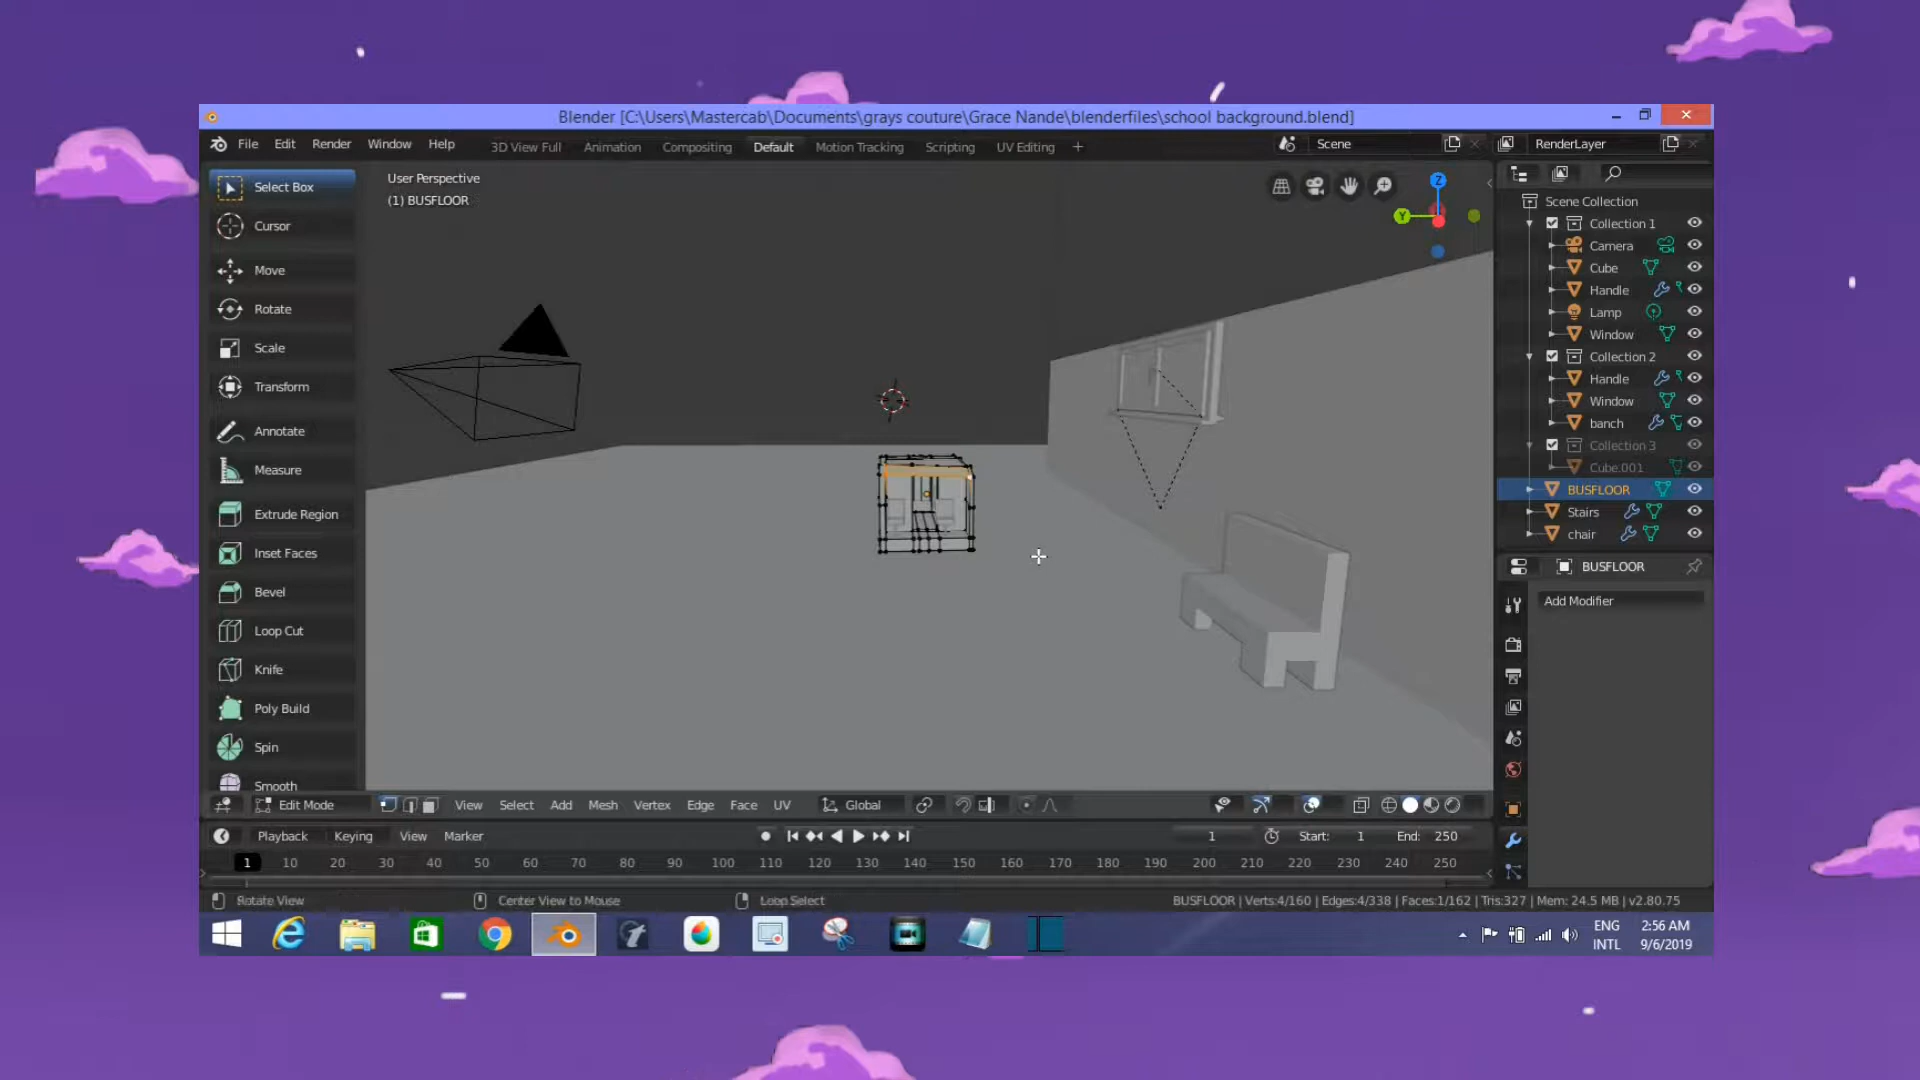 Blender [C:\Users\Mastercab\Documents\grays couture\Grace Nande\blenderfiles\school background.blend]
File Edit Render Window Help 3D View Full Animation Compositing Default Motion Tracking Scripting UV Editing + Scene RenderLayer
Select Box
Cursor
Move
Rotate
Scale
Transform
Annotate
Measure
Extrude Region
Inset Faces
Bevel
Loop Cut
Knife
Poly Build
Spin
Smooth
User Perspective
(1) BUSFLOOR
Z
Y
Scene Collection
Collection 1
Camera
Cube
Handle
Lamp
Window
Collection 2
Handle
Window
banch
Collection 3
Cube.001
BUSFLOOR
Stairs
chair
BUSFLOOR
Add Modifier
Edit Mode View Select Add Mesh Vertex Edge Face UV Global
Playback Keying View Marker 1 Start: 1 End: 250
1 10 20 30 40 50 60 70 80 90 100 110 120 130 140 150 160 170 180 190 200 210 220 230 240 250
Rotate View Center View to Mouse Loop Select BUSFLOOR | Verts:4/160 | Edges:4/338 | Faces:1/162 | Tris:327 | Mem: 24.5 MB | v2.80.75
ENG 2:56 AM
INTL 9/6/2019